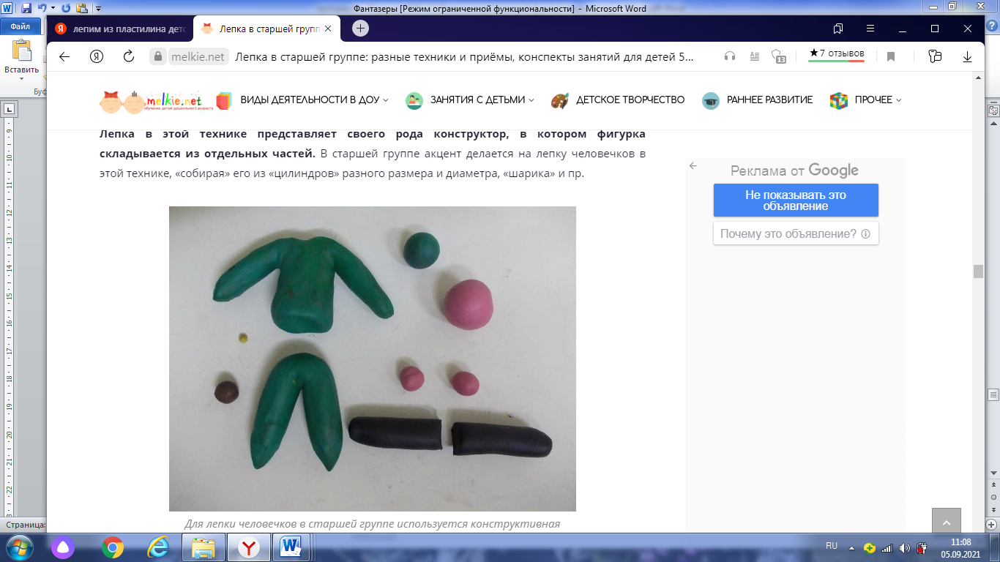 Фантазеры [Режим ограниченной функциональности] - Microsoft Word
Файл
Вставить
лепим из пластилина детс
Лепка в старшей групп
melkie.net
Лепка в старшей группе: разные техники и приёмы, конспекты занятий для детей 5...
13
★7 отзывов
melkie.net
обучение детей дошкольного возраста
ВИДЫ ДЕЯТЕЛЬНОСТИ В ДОУ
ЗАНЯТИЯ С ДЕТЬМИ
ДЕТСКОЕ ТВОРЧЕСТВО
РАННЕЕ РАЗВИТИЕ
ПРОЧЕЕ
Лепка в этой технике представляет своего рода конструктор, в котором фигурка
складывается из отдельных частей. В старшей группе акцент делается на лепку человечков в
этой технике, «собирая» его из «цилиндров» разного размера и диаметра, «шарика» и пр.
Реклама от Google
Не показывать это
объявление
Почему это объявление?
Для лепки человечков в старшей группе используется конструктивная
Страница:
RU
11:08
05.09.2021